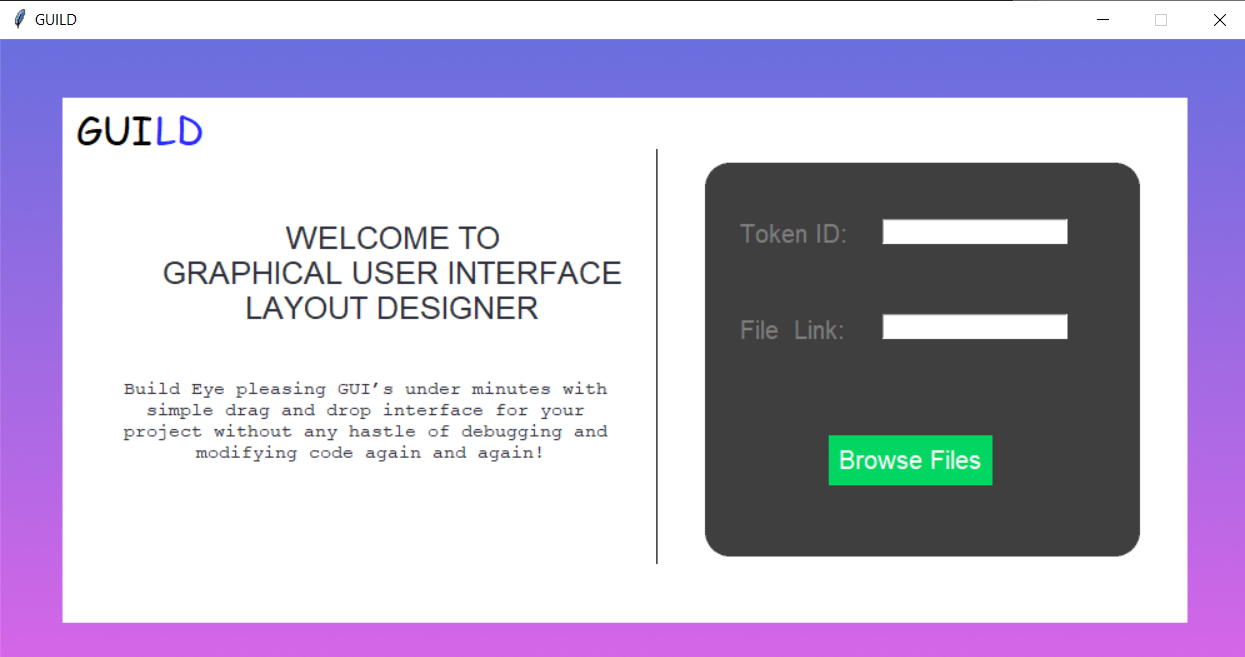 GUILD
GUILD
WELCOME TO
GRAPHICAL USER INTERFACE
LAYOUT DESIGNER
Build Eye pleasing GUI’s under minutes with
simple drag and drop interface for your
project without any hastle of debugging and
modifying code again and again!
Token ID:
File Link:
Browse Files